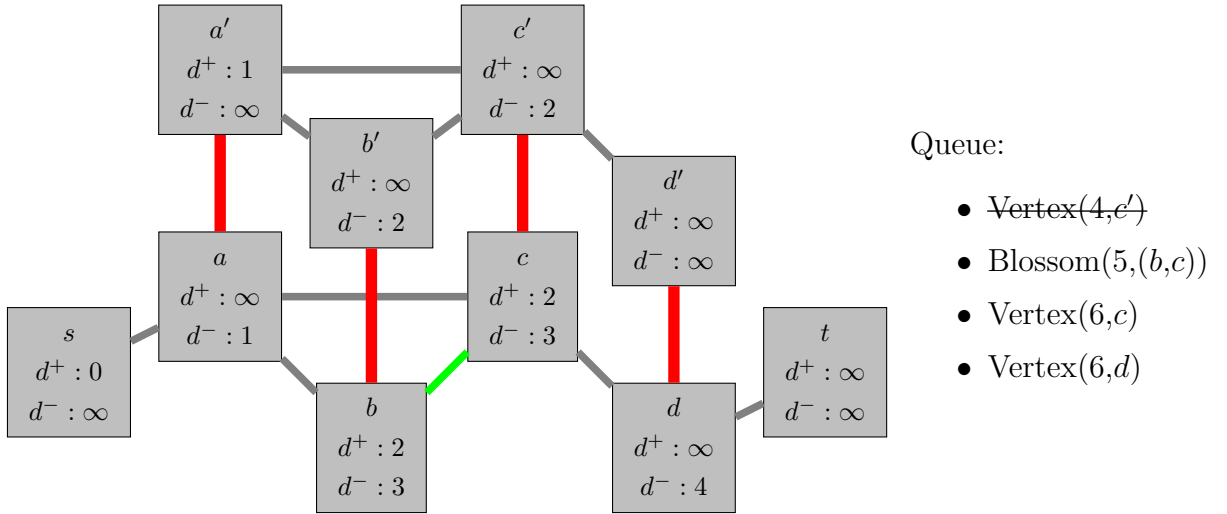 a′
d⁺ : 1
d⁻ : ∞
c′
d⁺ : ∞
d⁻ : 2
b′
d⁺ : ∞
d⁻ : 2
d′
d⁺ : ∞
d⁻ : ∞
a
d⁺ : ∞
d⁻ : 1
c
d⁺ : 2
d⁻ : 3
s
d⁺ : 0
d⁻ : ∞
b
d⁺ : 2
d⁻ : 3
d
d⁺ : ∞
d⁻ : 4
t
d⁺ : ∞
d⁻ : ∞
Queue:
• Vertex(4,c′)
• Blossom(5,(b,c))
• Vertex(6,c)
• Vertex(6,d)